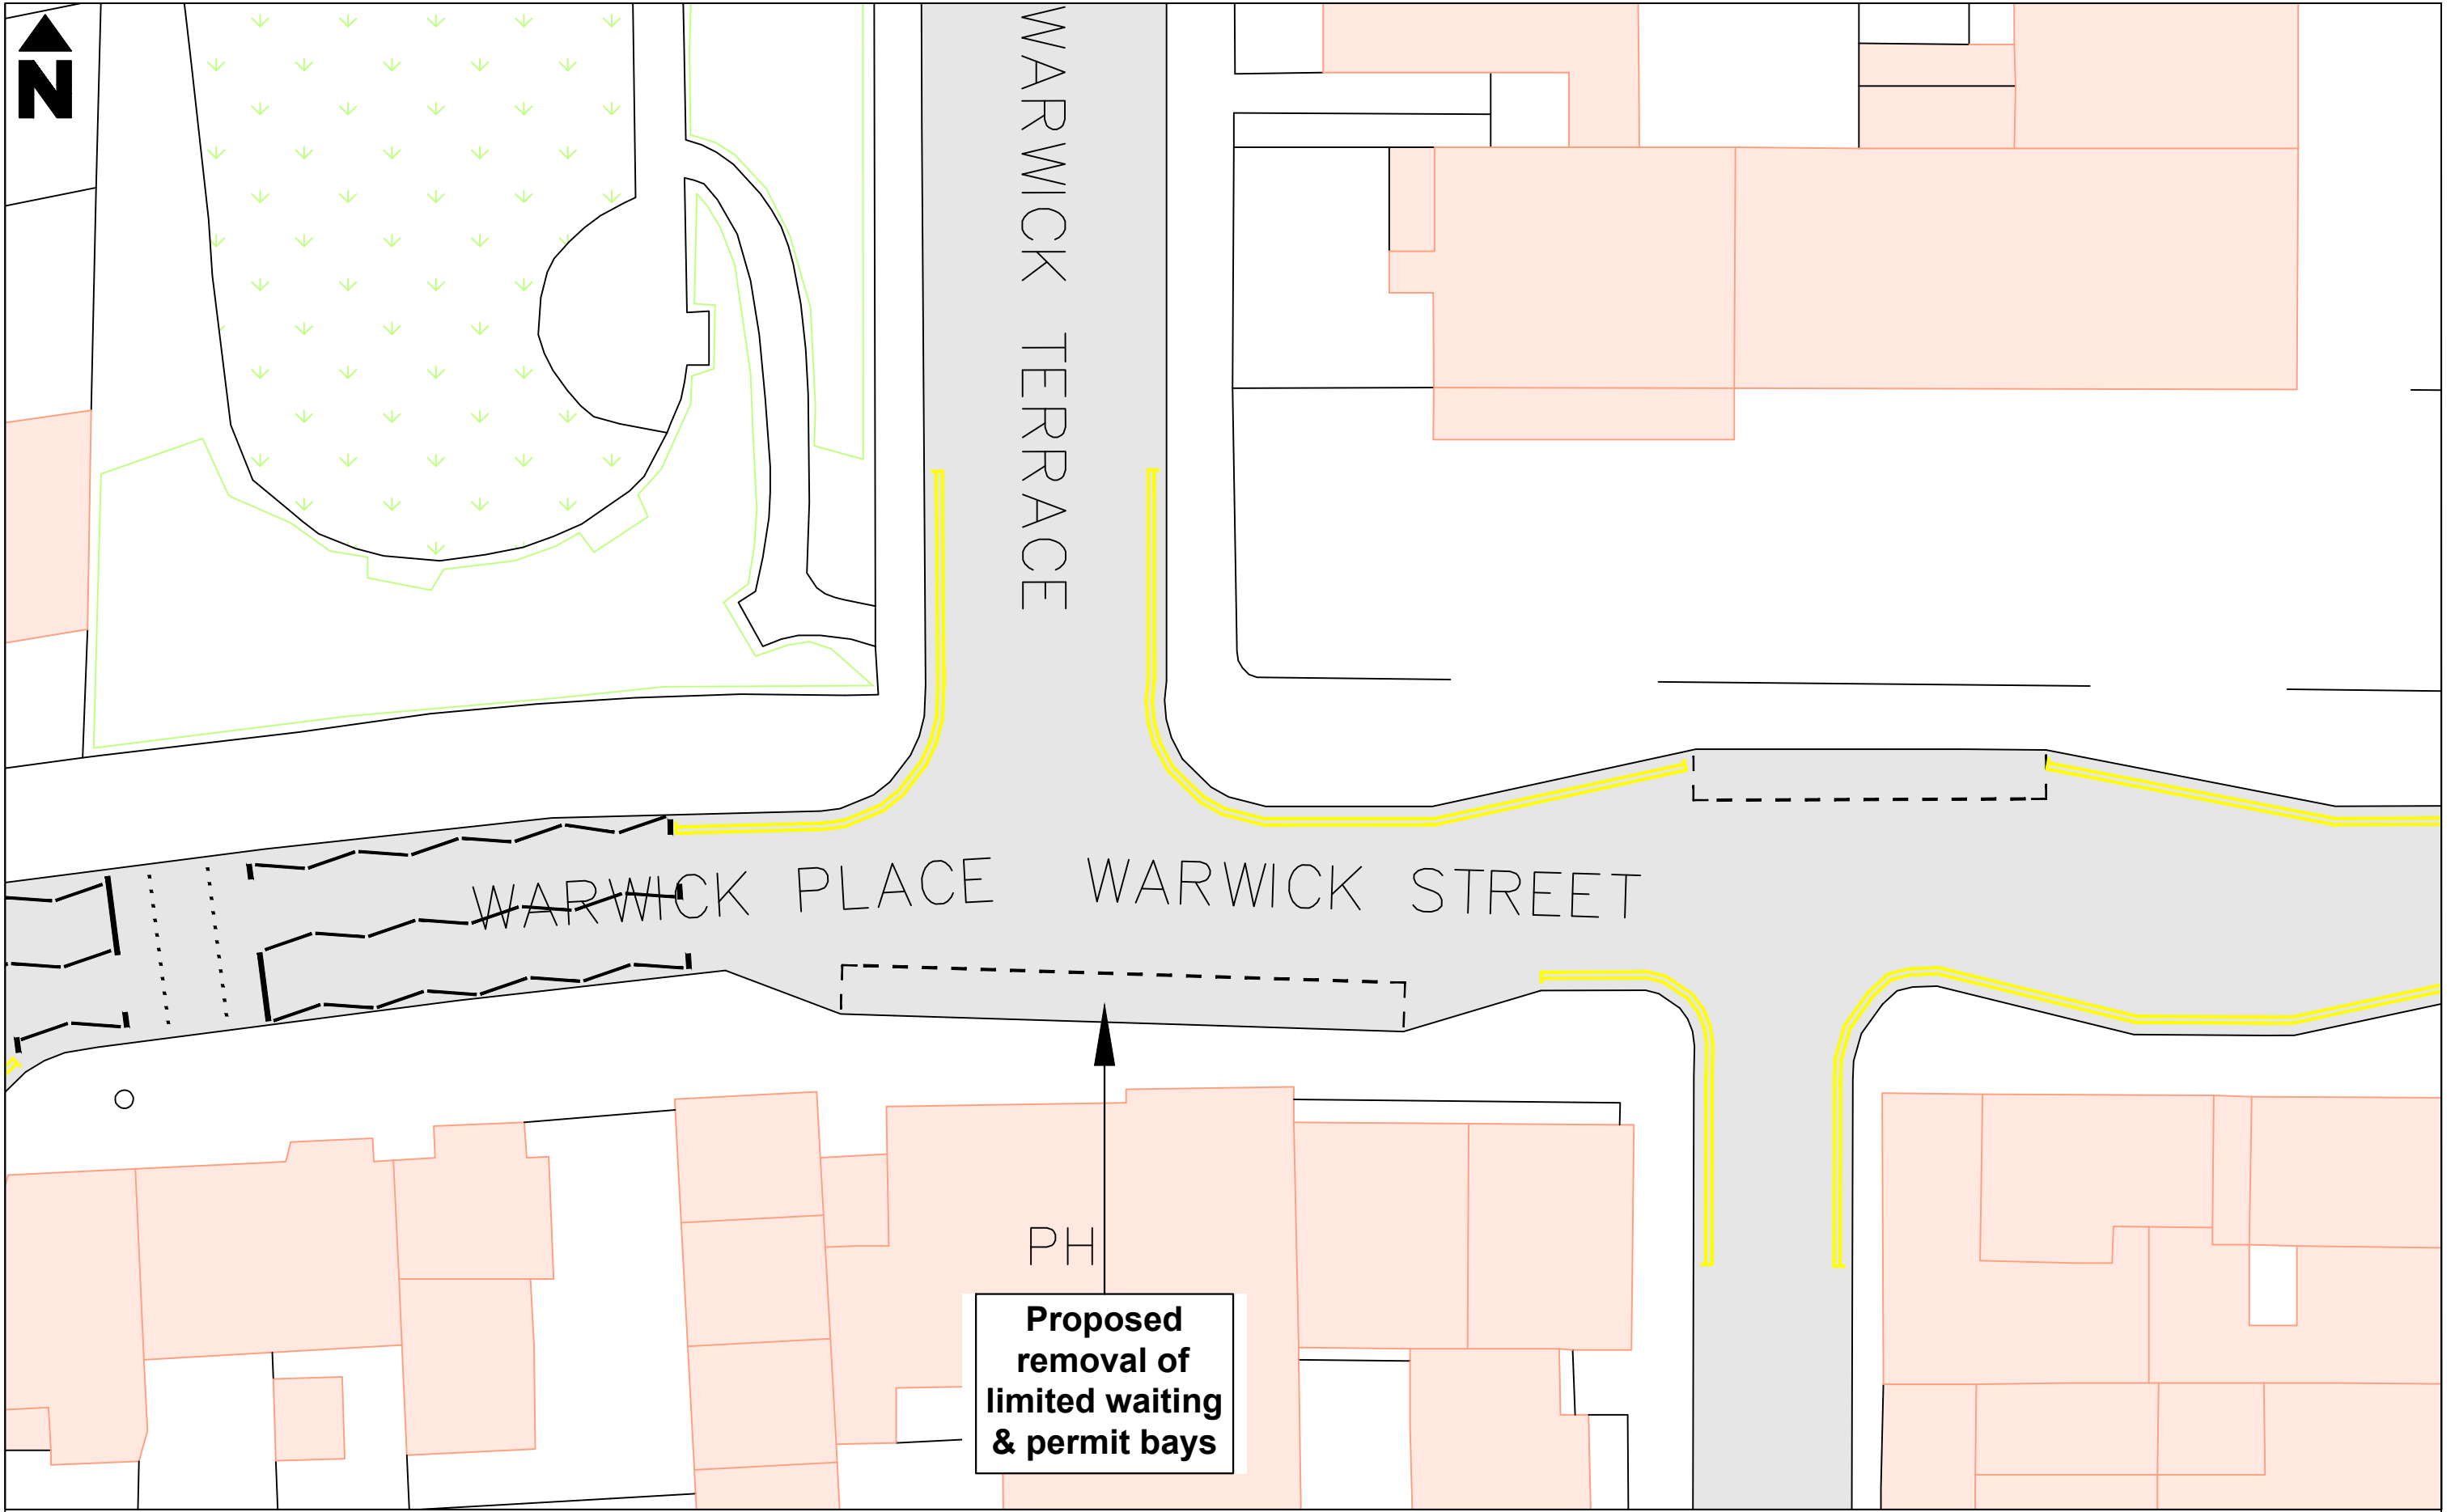 N
WARWICK TERRACE
WARWICK PLACE
WARWICK STREET
PH
Proposed
removal of
limited waiting
& permit bays